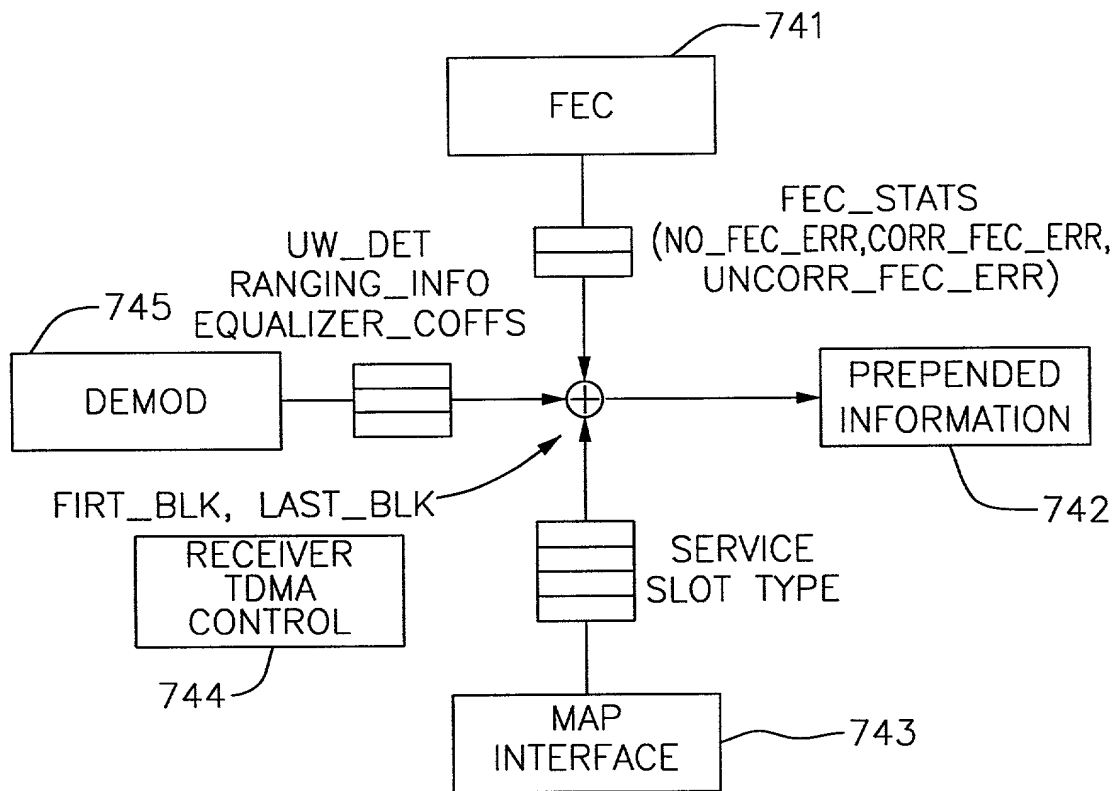 741
FEC
FEC_STATS
(NO_FEC_ERR,CORR_FEC_ERR,
UNCORR_FEC_ERR)
UW_DET
RANGING_INFO
EQUALIZER_COFFS
745
DEMOD
PREPENDED
INFORMATION
742
FIRT_BLK, LAST_BLK
RECEIVER
TDMA
CONTROL
744
SERVICE
SLOT TYPE
MAP
INTERFACE
743